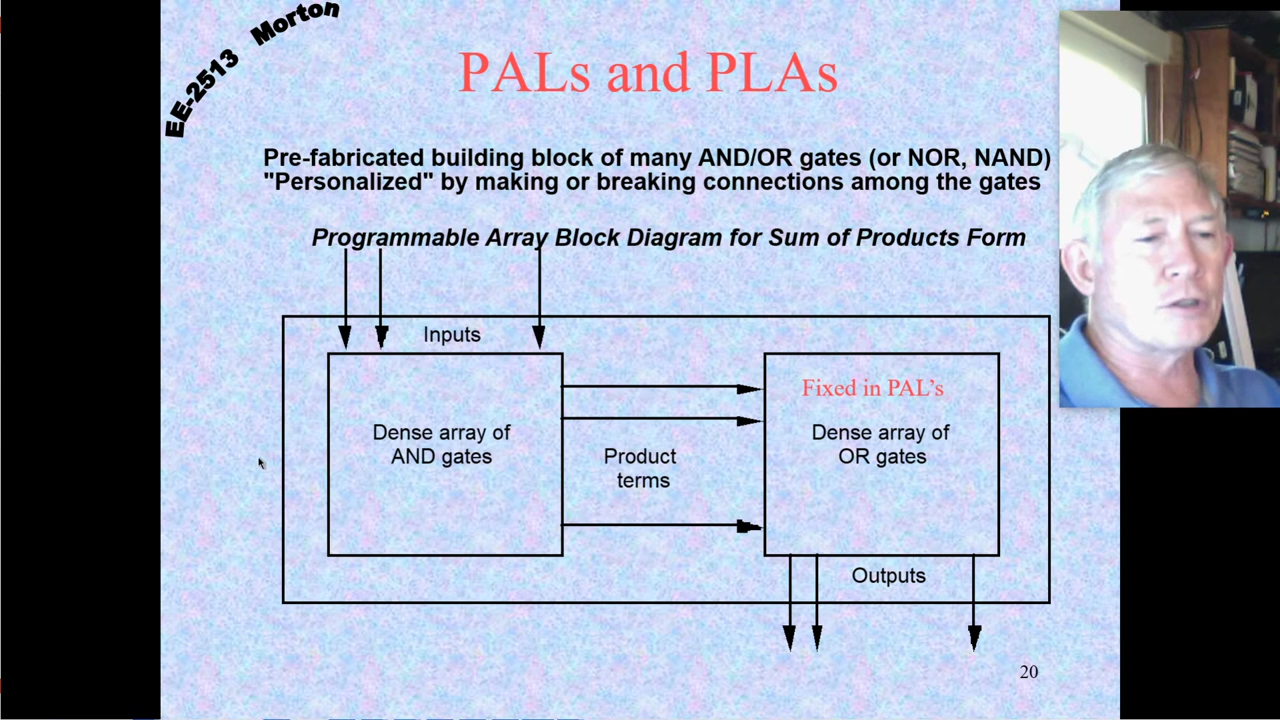 EE-2513 Morton
PALs and PLAs
Pre-fabricated building block of many AND/OR gates (or NOR, NAND)
"Personalized" by making or breaking connections among the gates
Programmable Array Block Diagram for Sum of Products Form
Inputs
Dense array of
AND gates
Product
terms
Fixed in PAL's
Dense array of
OR gates
Outputs
20